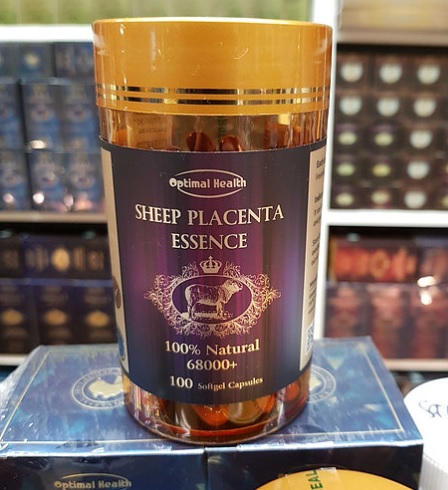 Optimal Health
SHEEP PLACENTA
ESSENCE
100% Natural
68000+
100 Softgel Capsules
Optimal Health